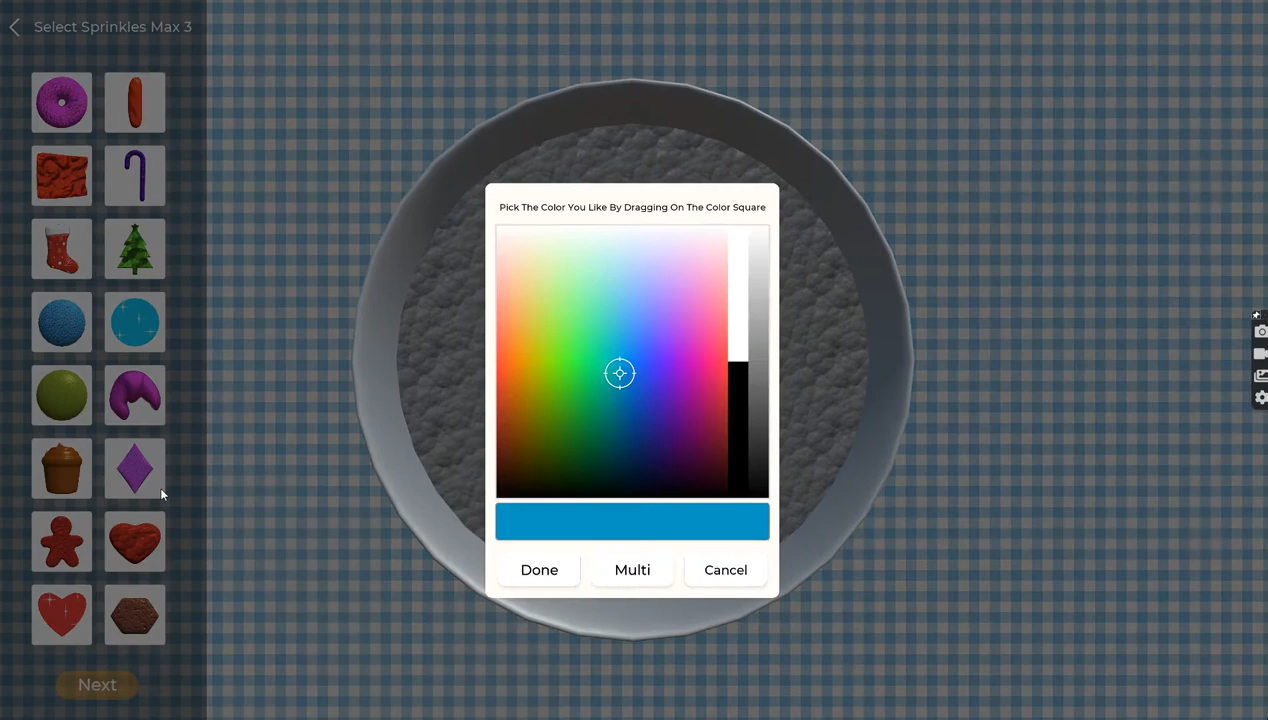 Select Sprinkles Max 3
Pick The Color You Like By Dragging On The Color Square
Done
Multi
Cancel
Next